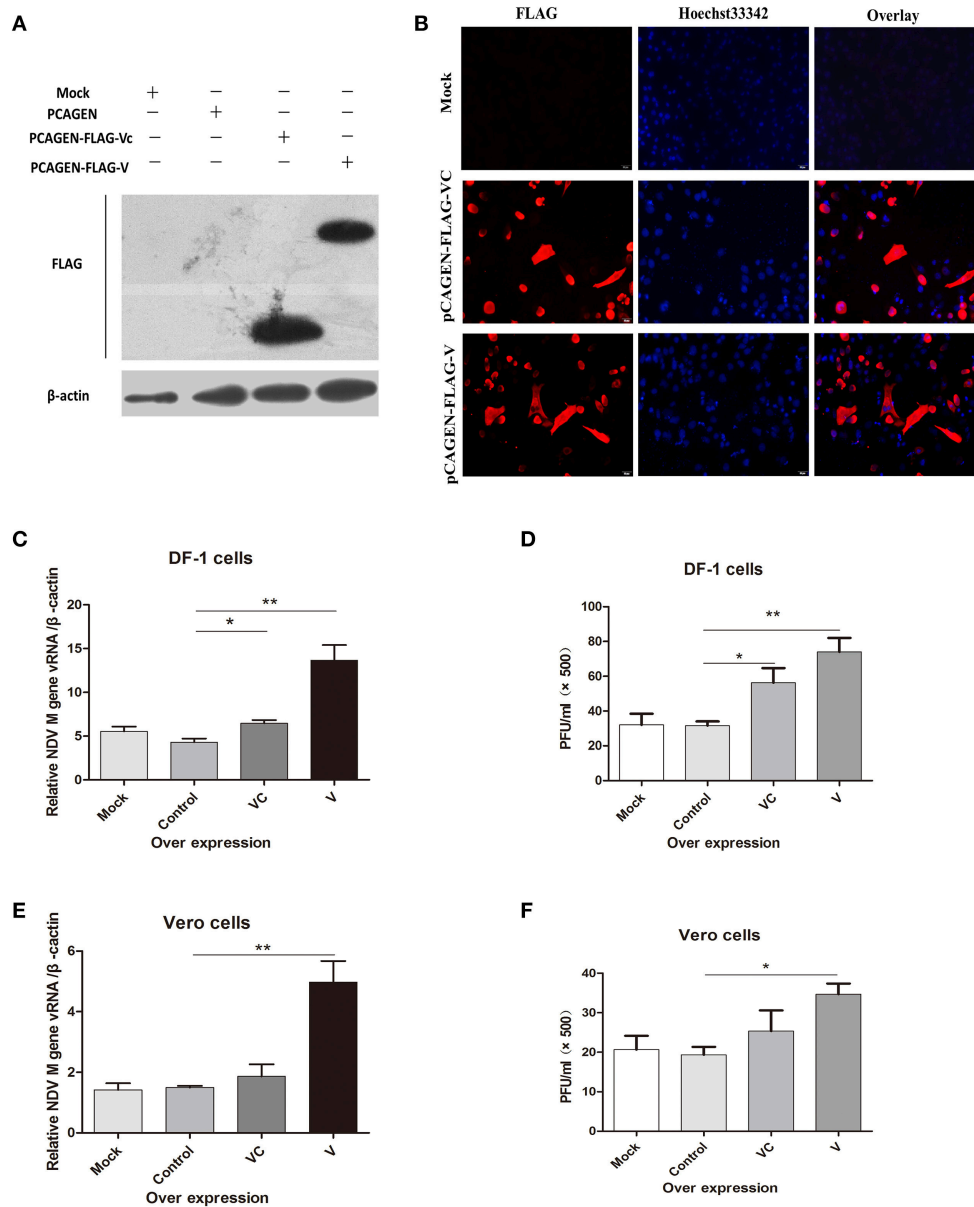 A
Mock + − − −
PCAGEN − + − −
PCAGEN-FLAG-Vc − − + −
PCAGEN-FLAG-V − − − +
FLAG
β-actin
B
FLAG Hoechst33342 Overlay
Mock
pCAGEN-FLAG-VC
pCAGEN-FLAG-V
C
DF-1 cells
Relative NDV M gene vRNA /β -cactin
20
15
10
5
0
*
**
Mock Control VC V
Over expression
D
DF-1 cells
PFU/ml (× 500)
100
80
60
40
20
0
*
**
Mock Control VC V
Over expression
E
Vero cells
Relative NDV M gene vRNA /β -cactin
6
4
2
0
**
Mock Control VC V
Over expression
F
Vero cells
PFU/ml (× 500)
40
30
20
10
0
*
Mock Control VC V
Over expression